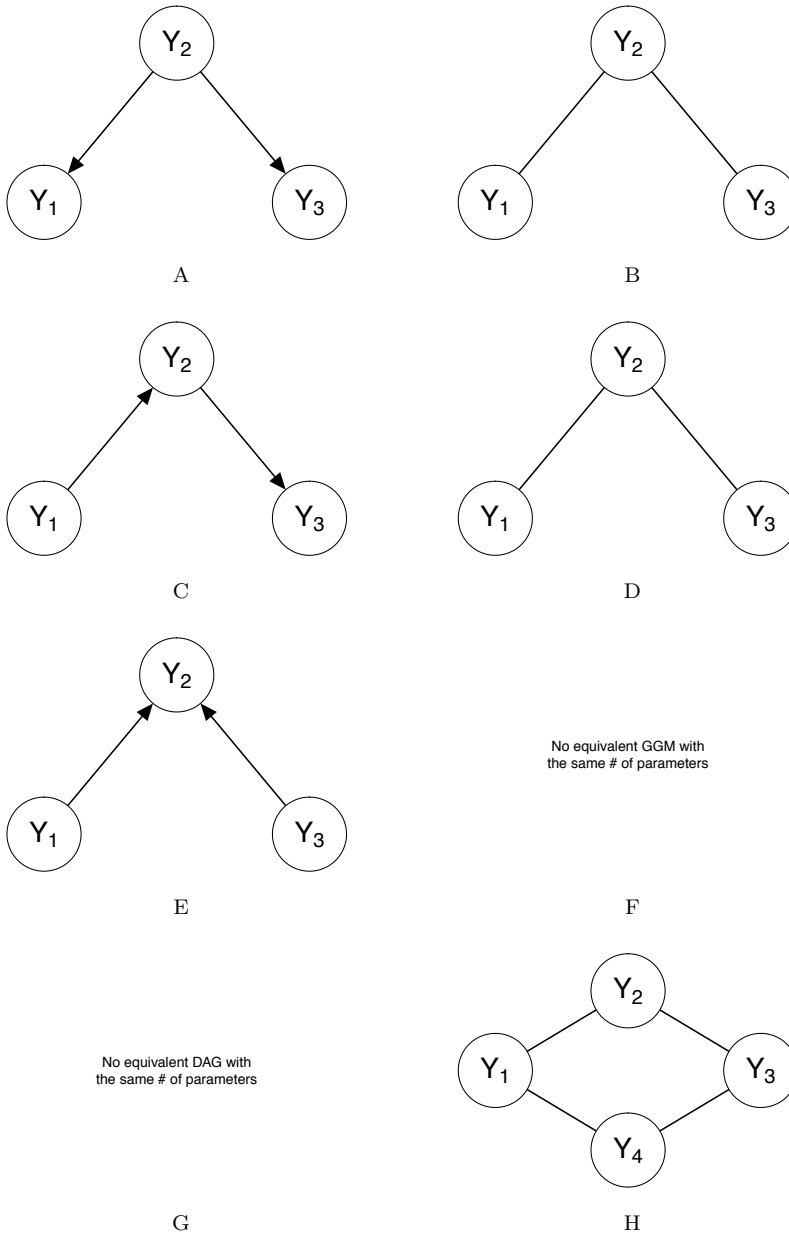 Y2
Y2
Y1
Y3
Y1
Y3
A
B
Y2
Y2
Y1
Y3
Y1
Y3
C
D
Y2
No equivalent GGM with
the same # of parameters
Y1
Y3
E
F
Y2
No equivalent DAG with
the same # of parameters
Y1
Y3
Y4
G
H